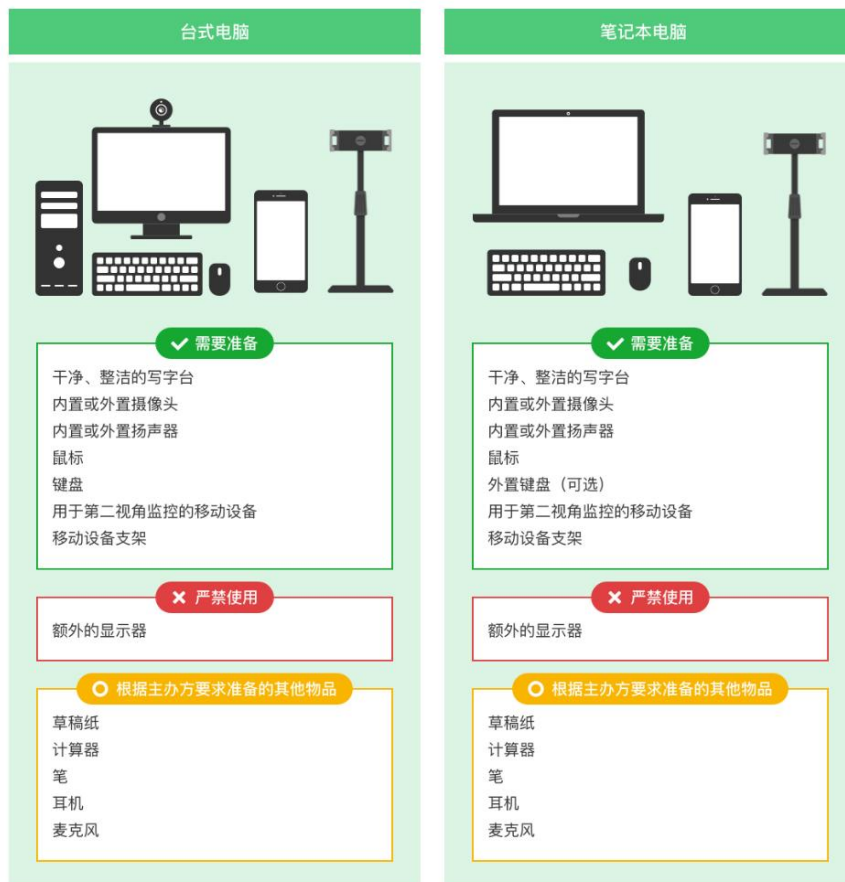 台式电脑
需要准备
干净、整洁的写字台
内置或外置摄像头
内置或外置扬声器
鼠标
键盘
用于第二视角监控的移动设备
移动设备支架
严禁使用
额外的显示器
根据主办方要求准备的其他物品
草稿纸
计算器
笔
耳机
麦克风
笔记本电脑
需要准备
干净、整洁的写字台
内置或外置摄像头
内置或外置扬声器
鼠标
外置键盘（可选）
用于第二视角监控的移动设备
移动设备支架
严禁使用
额外的显示器
根据主办方要求准备的其他物品
草稿纸
计算器
笔
耳机
麦克风